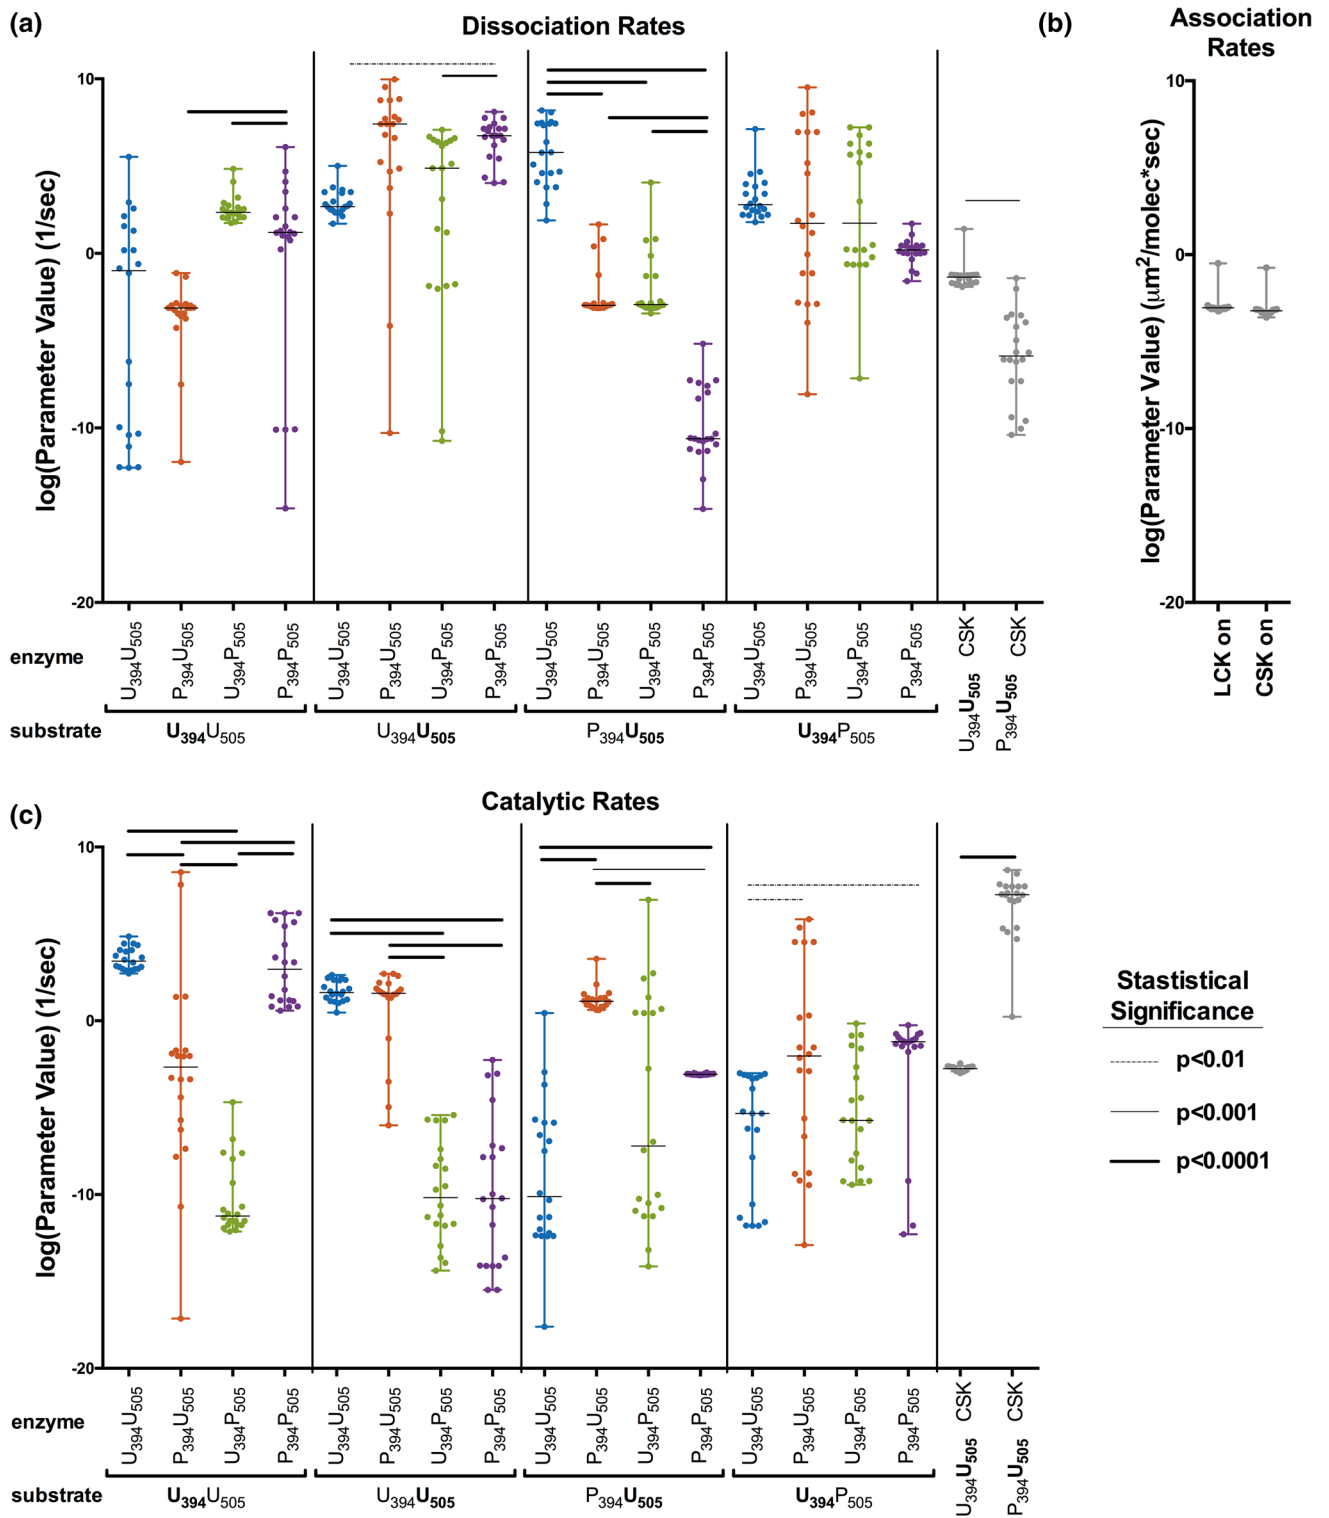 (a)
Dissociation Rates
log(Parameter Value) (1/sec)
10
0
-10
-20
enzyme
U394U505
P394U505
U394P505
P394P505
U394U505
P394U505
U394P505
P394P505
U394U505
P394U505
U394P505
P394P505
U394U505
P394U505
U394P505
P394P505
U394U505 CSK
P394U505 CSK
substrate
U394U505
U394U505
P394U505
U394P505
(b)
Association
Rates
log(Parameter Value) (μm²/molec*sec)
10
0
-10
-20
LCK on
CSK on
(c)
Catalytic Rates
log(Parameter Value) (1/sec)
10
0
-10
-20
enzyme
U394U505
P394U505
U394P505
P394P505
U394U505
P394U505
U394P505
P394P505
U394U505
P394U505
U394P505
P394P505
U394U505
P394U505
U394P505
P394P505
U394U505 CSK
P394U505 CSK
substrate
U394U505
U394U505
P394U505
U394P505
Stastistical
Significance
p<0.01
p<0.001
p<0.0001